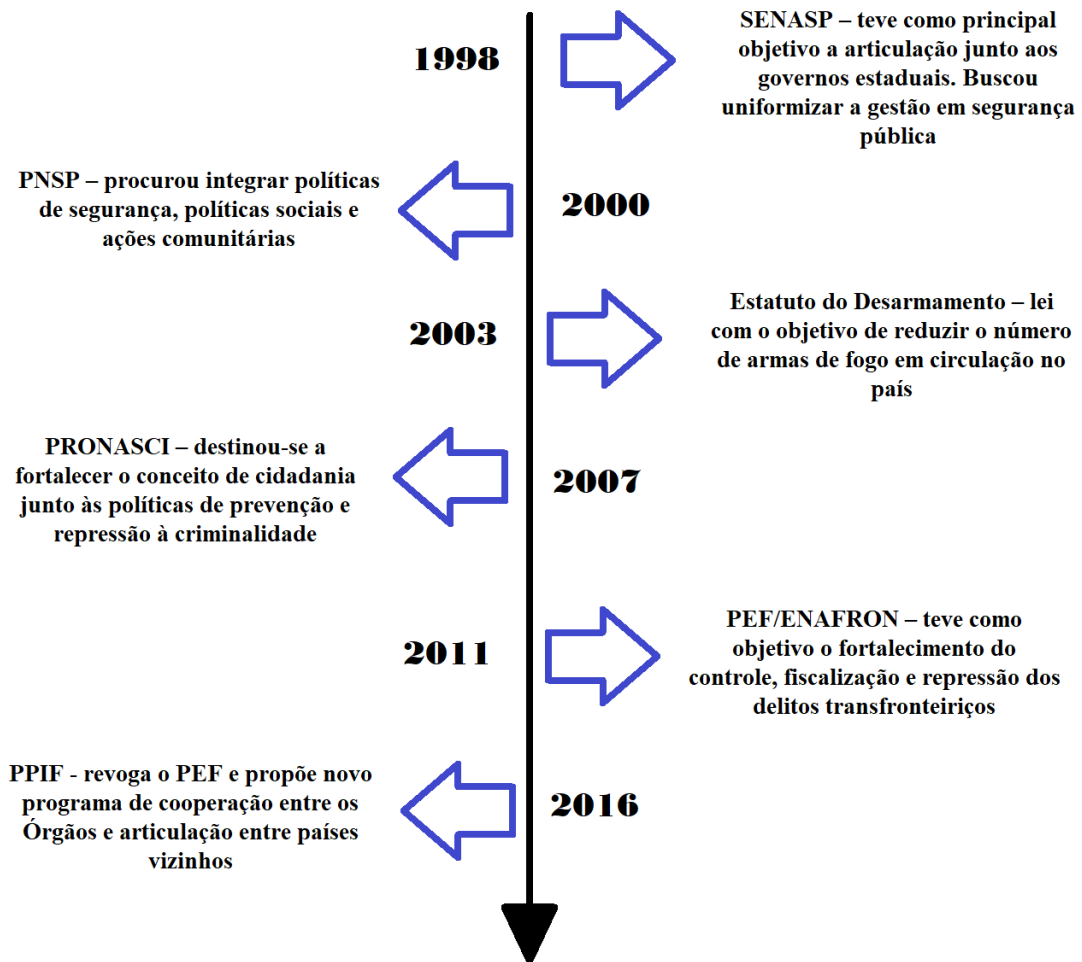 1998
SENASP – teve como principal
objetivo a articulação junto aos
governos estaduais. Buscou
uniformizar a gestão em segurança
pública
PNSP – procurou integrar políticas
de segurança, políticas sociais e
ações comunitárias
2000
2003
Estatuto do Desarmamento – lei
com o objetivo de reduzir o número
de armas de fogo em circulação no
país
PRONASCI – destinou-se a
fortalecer o conceito de cidadania
junto às políticas de prevenção e
repressão à criminalidade
2007
2011
PEF/ENAFRON – teve como
objetivo o fortalecimento do
controle, fiscalização e repressão dos
delitos transfronteiriços
PPIF - revoga o PEF e propõe novo
programa de cooperação entre os
Órgãos e articulação entre países
vizinhos
2016